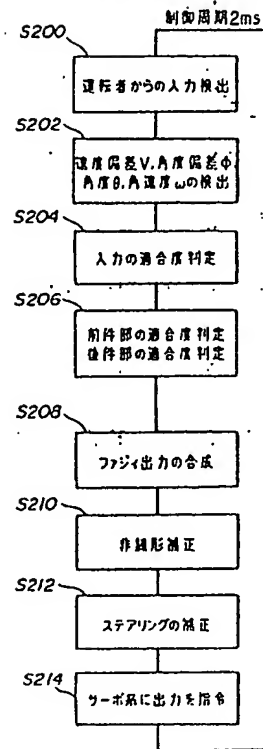 制御周期2ms
S200
運転者からの入力検出
S202
速度偏差V.角度偏差φ.
角度θ.角速度ωの検出
S204
入力の適合度判定
S206
前件部の適合度判定
後件部の適合度判定
S208
ファジィ出力の合成
S210
非線形補正
S212
ステアリングの補正
S214
サーボ系に出力を指令